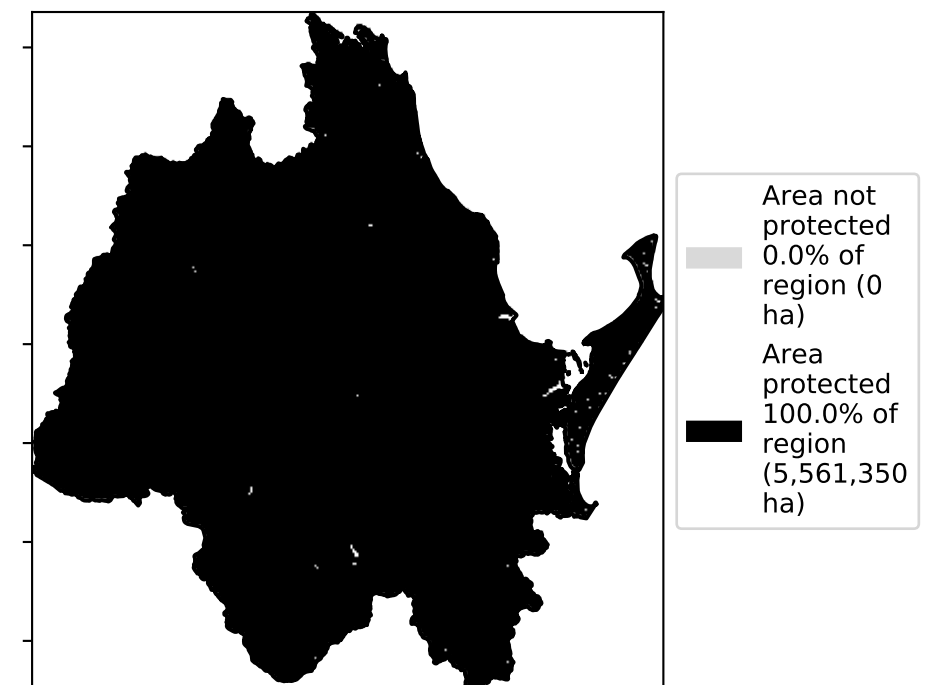 Area not
protected
0.0% of
region (0
ha)
Area
protected
100.0% of
region
(5,561,350
ha)